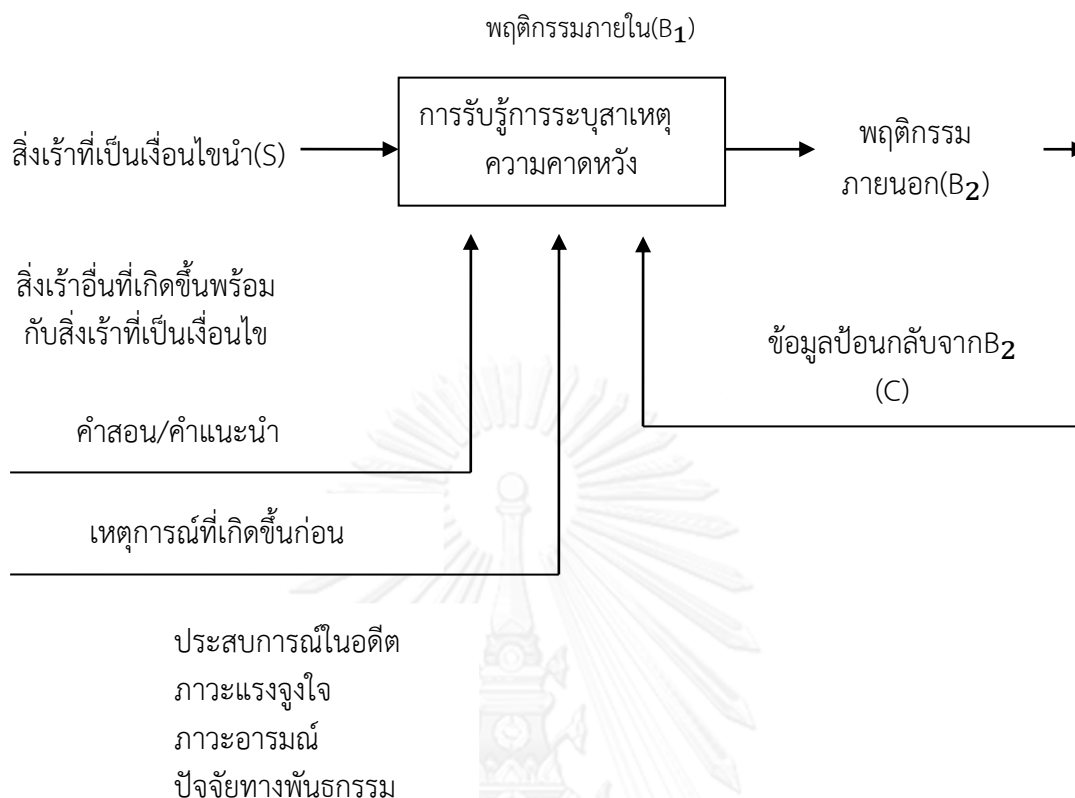 พฤติกรรมภายใน(B1)
การรับรู้การระบุสาเหตุ
ความคาดหวัง
สิ่งเร้าที่เป็นเงื่อนไขนำ(S)
พฤติกรรม
ภายนอก(B2)
สิ่งเร้าอื่นที่เกิดขึ้นพร้อม
กับสิ่งเร้าที่เป็นเงื่อนไข
ข้อมูลป้อนกลับจากB2
(C)
คำสอน/คำแนะนำ
เหตุการณ์ที่เกิดขึ้นก่อน
ประสบการณ์ในอดีต
ภาวะแรงจูงใจ
ภาวะอารมณ์
ปัจจัยทางพันธกรรม